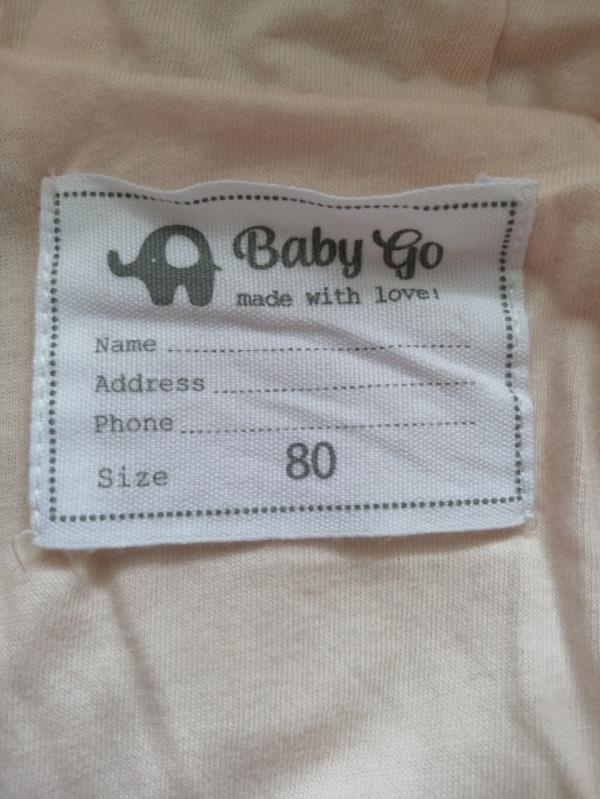 Baby Go
made with love!
Name
Address
Phone
Size 80